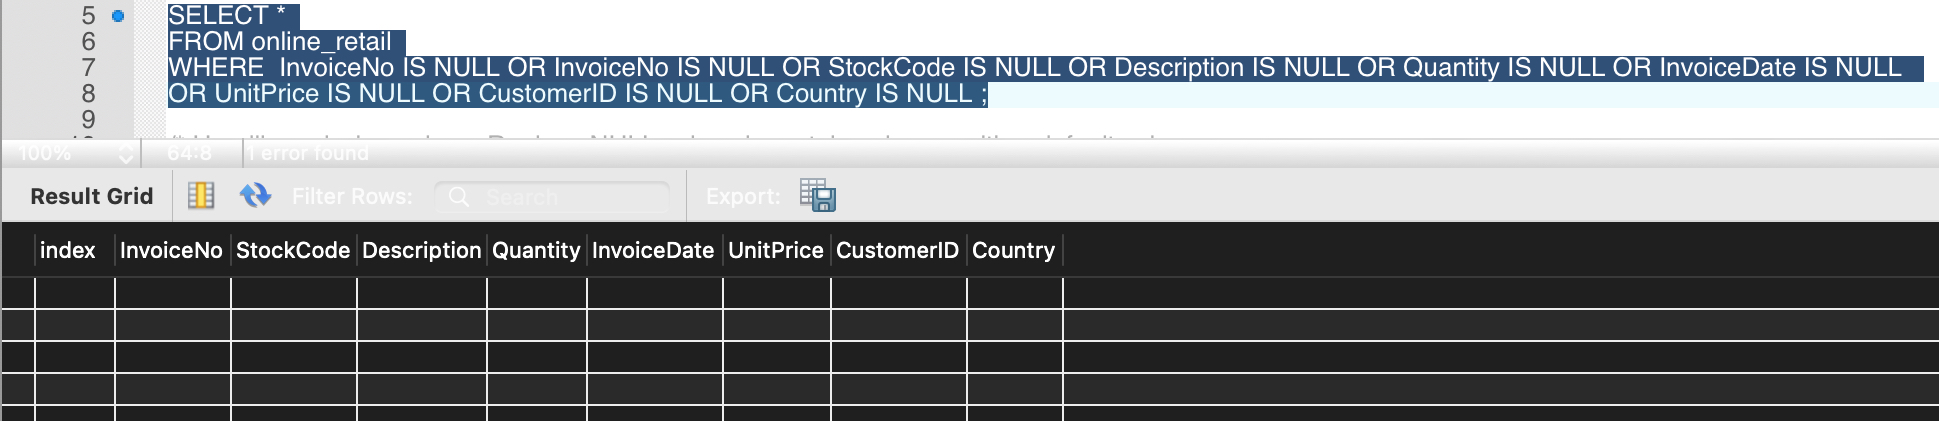 5 SELECT *
6 FROM online_retail
7 WHERE  InvoiceNo IS NULL OR InvoiceNo IS NULL OR StockCode IS NULL OR Description IS NULL OR Quantity IS NULL OR InvoiceDate IS NULL
8 OR UnitPrice IS NULL OR CustomerID IS NULL OR Country IS NULL ;
9
100% 64:8 1 error found
Result Grid Filter Rows: Search Export:
index InvoiceNo StockCode Description Quantity InvoiceDate UnitPrice CustomerID Country